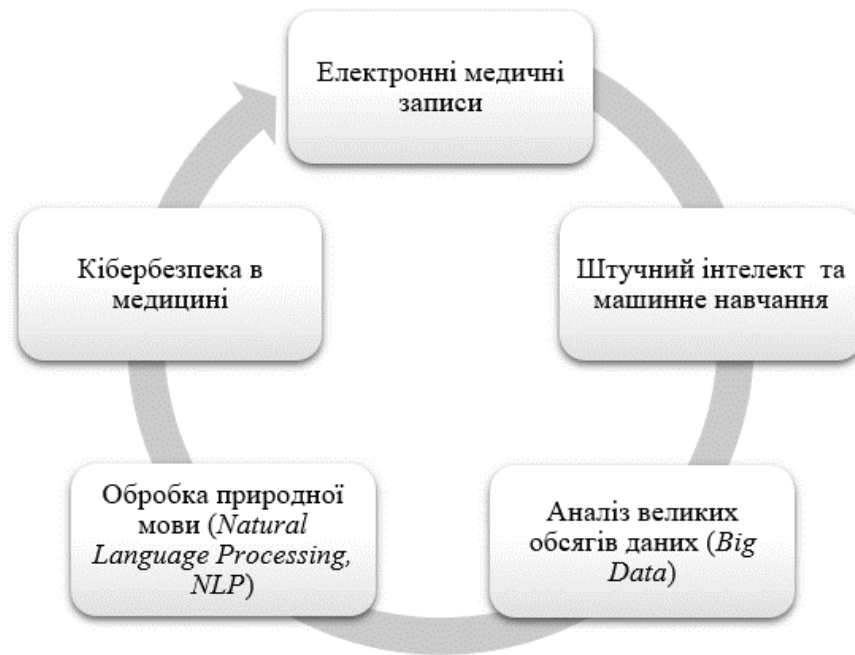 Електронні медичні
записи
Штучний інтелект та
машинне навчання
Аналіз великих
обсягів даних (Big
Data)
Обробка природної
мови (Natural
Language Processing,
NLP)
Кібербезпека в
медицині